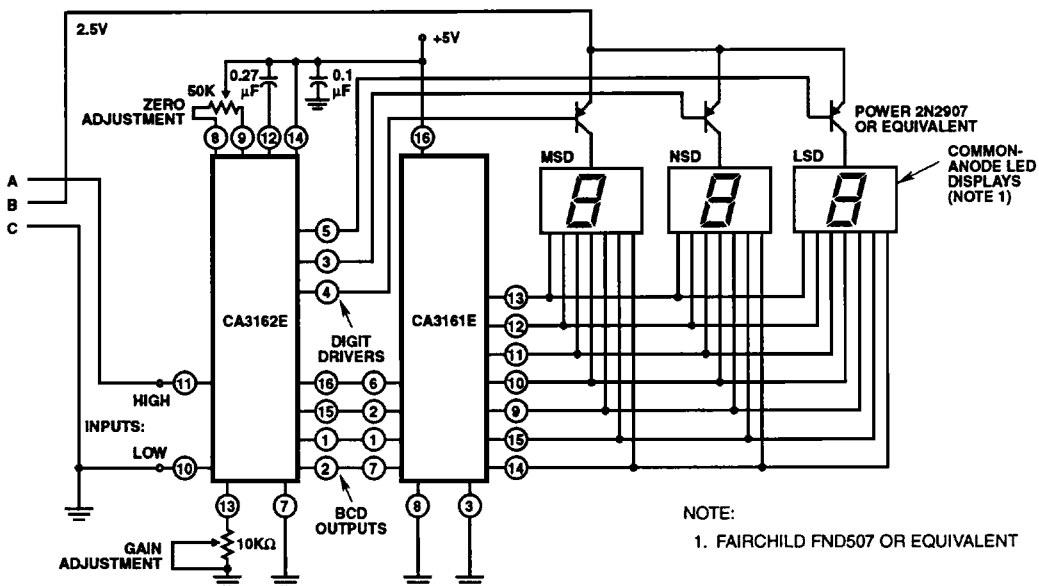 2.5V
+5V
0.27
µF
0.1
µF
50K
ZERO
ADJUSTMENT
8
9
12
14
16
POWER 2N2907
OR EQUIVALENT
MSD
NSD
LSD
COMMON-
ANODE LED
DISPLAYS
(NOTE 1)
8
8
8
A
B
C
5
3
4
CA3162E
CA3161E
DIGIT
DRIVERS
13
12
11
10
9
15
14
11
HIGH
INPUTS:
LOW
10
16
6
15
2
1
1
2
7
BCD
OUTPUTS
13
7
8
3
GAIN
ADJUSTMENT
10KΩ
NOTE:
1. FAIRCHILD FND507 OR EQUIVALENT